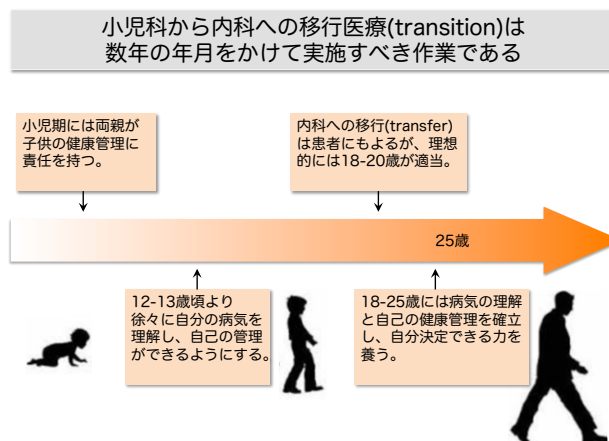 小児科から内科への移行医療(transition)は
数年の年月をかけて実施すべき作業である
小児期には両親が
子供の健康管理に
責任を持つ。
内科への移行(transfer)
は患者にもよるが、理想
的には18-20歳が適当。
25歳
12-13歳頃より
徐々に自分の病気を
理解し、自己の管理
ができるようにする。
18-25歳には病気の理解
と自己の健康管理を確立
し、自分決定できる力を
養う。